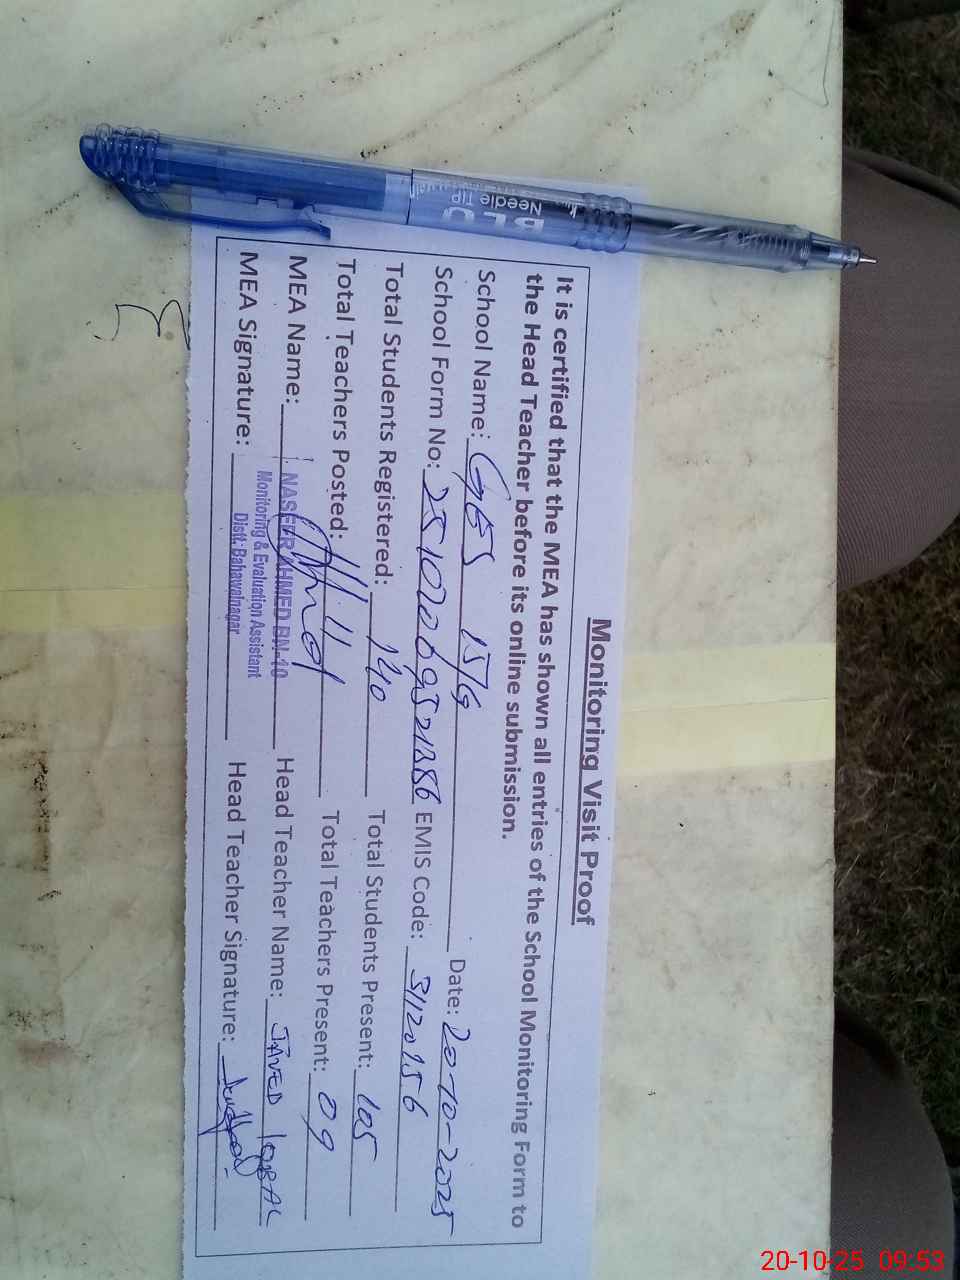 Monitoring Visit Proof
It is certified that the MEA has shown all entries of the School Monitoring Form to
the Head Teacher before its online submission.
School Name: GES 15/G Date: 20-10-2025
School Form No: EMIS Code: 31120156
Total Students Registered: 140 Total Students Present: 105
Total Teachers Posted: 11 Total Teachers Present: 09
MEA Name: NASEER AHMED BN-10 Head Teacher Name: JAVED IQBAL
Monitoring & Evaluation Assistant
Distt: Bahawalnagar
MEA Signature: Head Teacher Signature:
Needle TIP
20-10-25 09:53